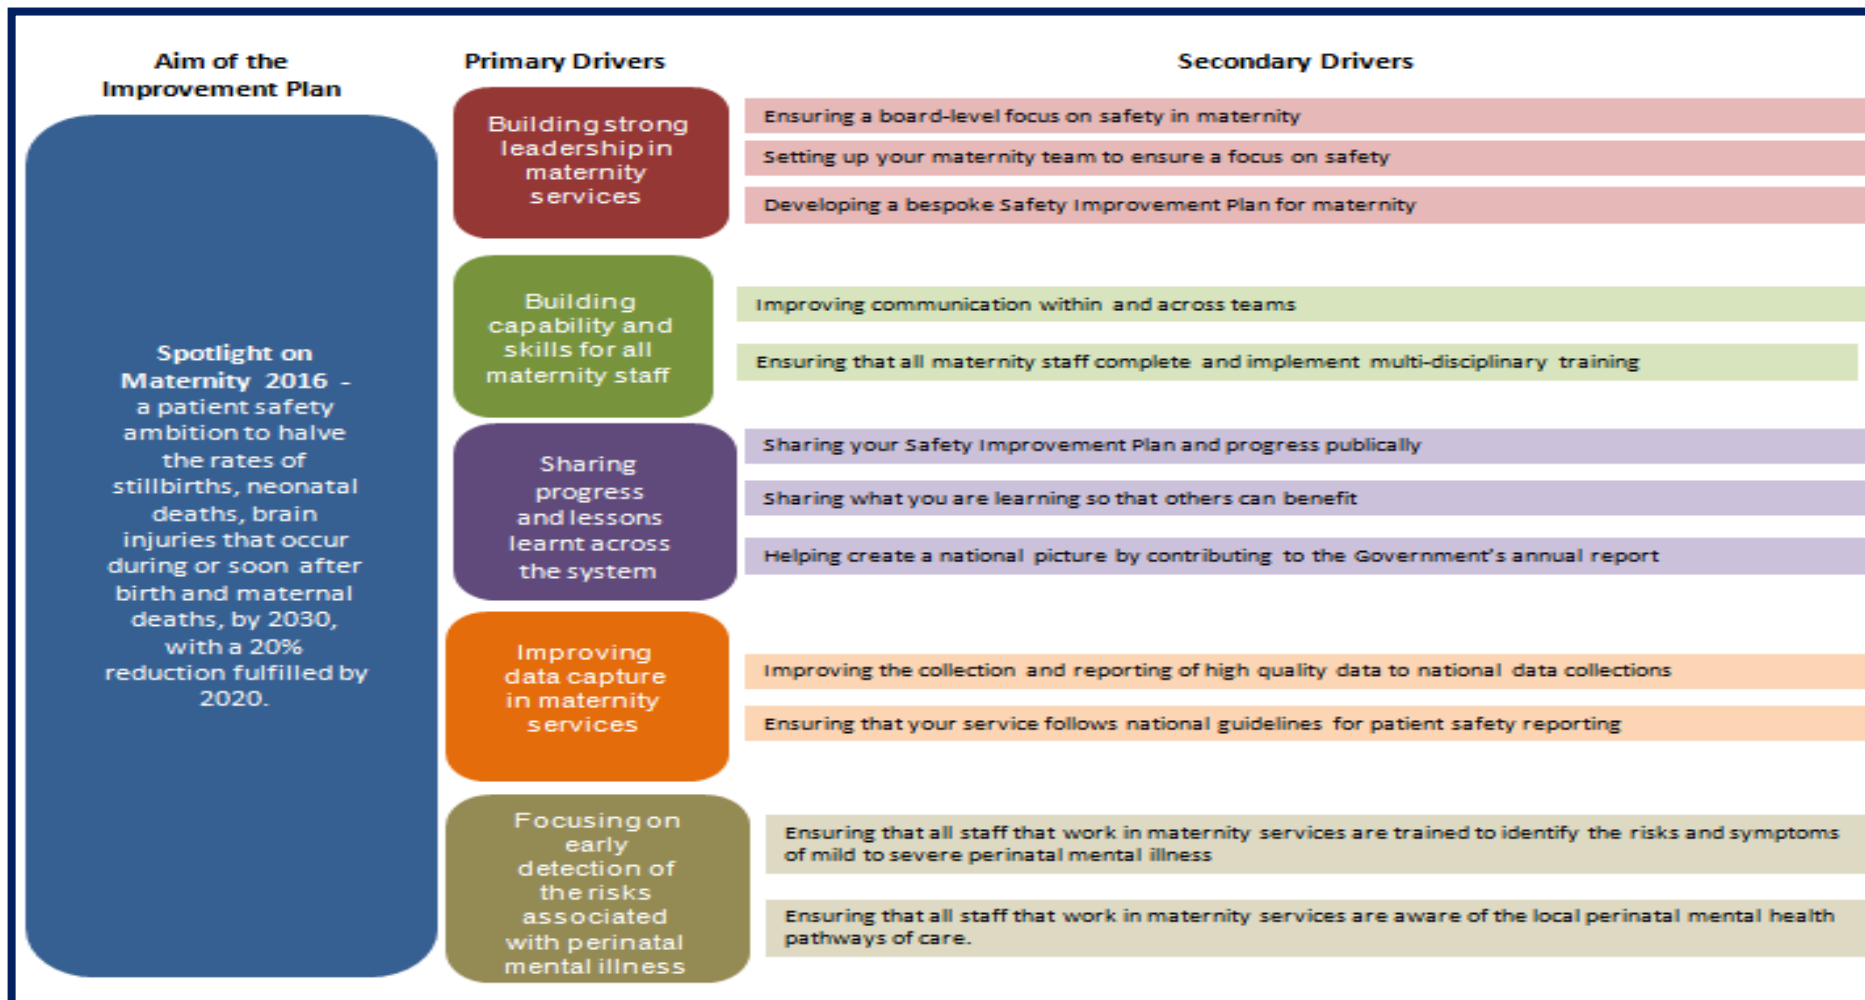 Aim of the
Improvement Plan
Primary Drivers
Secondary Drivers
Spotlight on
Maternity 2016 -
a patient safety
ambition to halve
the rates of
stillbirths, neonatal
deaths, brain
injuries that occur
during or soon after
birth and maternal
deaths, by 2030,
with a 20%
reduction fulfilled by
2020.
Building strong
leadership in
maternity
services
Ensuring a board-level focus on safety in maternity
Setting up your maternity team to ensure a focus on safety
Developing a bespoke Safety Improvement Plan for maternity
Building
capability and
skills for all
maternity staff
Improving communication within and across teams
Ensuring that all maternity staff complete and implement multi-disciplinary training
Sharing
progress
and lessons
learnt across
the system
Sharing your Safety Improvement Plan and progress publically
Sharing what you are learning so that others can benefit
Helping create a national picture by contributing to the Government's annual report
Improving
data capture
in maternity
services
Improving the collection and reporting of high quality data to national data collections
Ensuring that your service follows national guidelines for patient safety reporting
Focusing on
early
detection of
the risks
associated
with perinatal
mental illness
Ensuring that all staff that work in maternity services are trained to identify the risks and symptoms
of mild to severe perinatal mental illness
Ensuring that all staff that work in maternity services are aware of the local perinatal mental health
pathways of care.